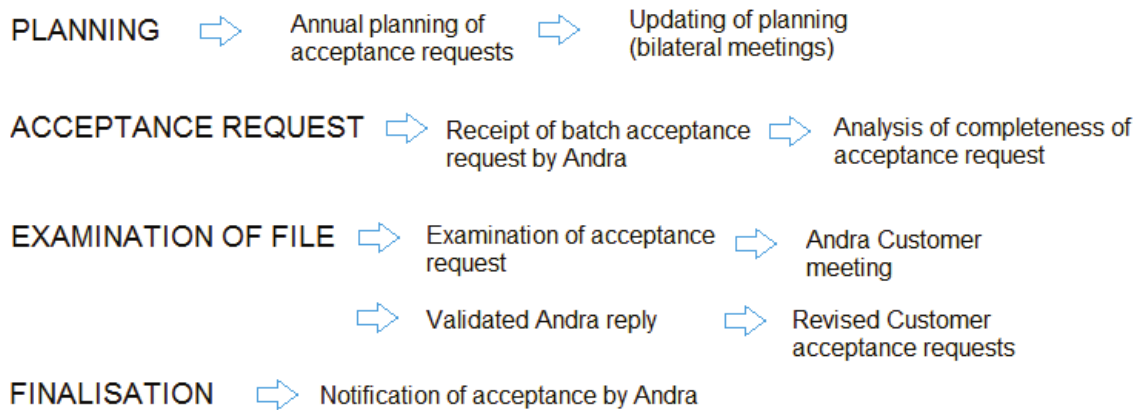 PLANNING
Annual planning of
acceptance requests
Updating of planning
(bilateral meetings)
ACCEPTANCE REQUEST
Receipt of batch acceptance
request by Andra
Analysis of completeness of
acceptance request
EXAMINATION OF FILE
Examination of acceptance
request
Andra Customer
meeting
Validated Andra reply
Revised Customer
acceptance requests
FINALISATION
Notification of acceptance by Andra